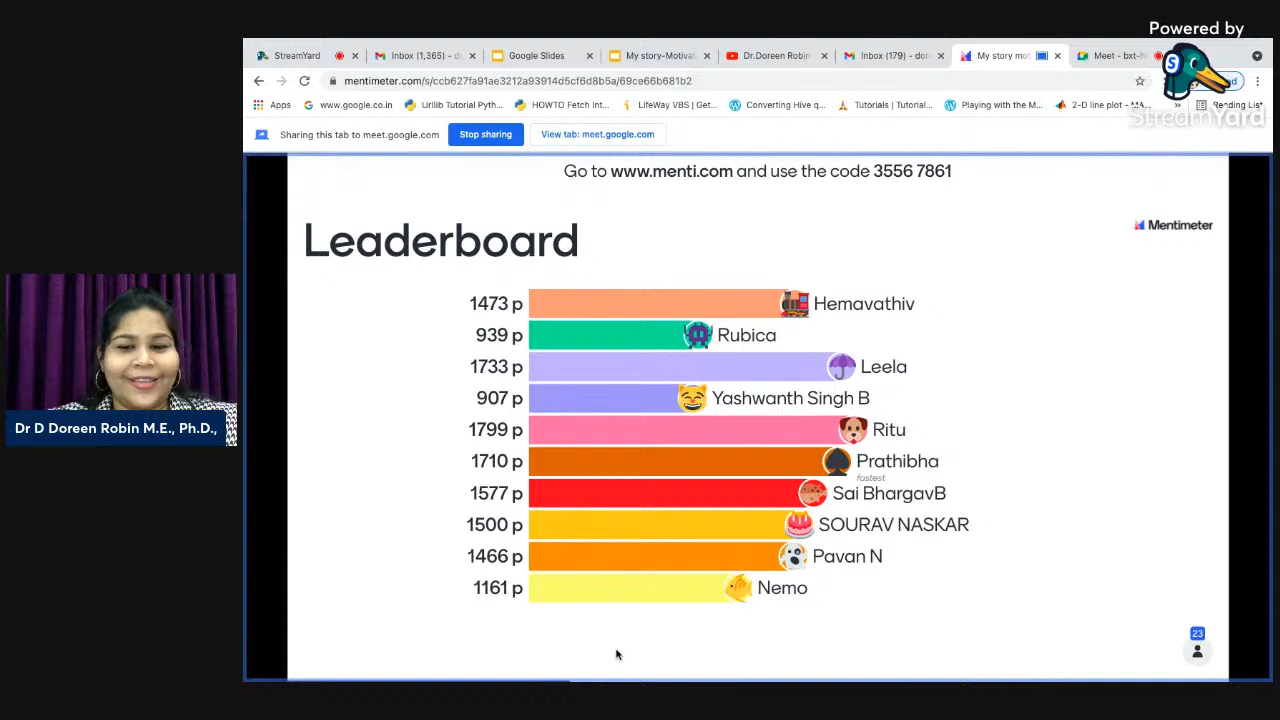 Powered by
StreamYard
StreamYard
Inbox (1,365) - d
Google Slides
My story-Motivat
Dr.Doreen Robin
Inbox (179) - dor
My story mot
Meet - bxt-h
mentimeter.com/s/ccb627fa91ae3212a93914d5cf6d8b5a/69ce66b681b2
Apps
www.google.co.in
Urllib Tutorial Pyth...
HOWTO Fetch Int...
LifeWay VBS | Get...
Converting Hive q...
Tutorials | Tutorial...
Playing with the M...
2-D line plot - MA...
»
Reading List
Sharing this tab to meet.google.com
Stop sharing
View tab: meet.google.com
Go to www.menti.com and use the code 3556 7861
Leaderboard
Mentimeter
1473 p Hemavathiv
939 p Rubica
1733 p Leela
907 p Yashwanth Singh B
1799 p Ritu
1710 p Prathibha
fastest
1577 p Sai BhargavB
1500 p SOURAV NASKAR
1466 p Pavan N
1161 p Nemo
23
Dr D Doreen Robin M.E., Ph.D.,